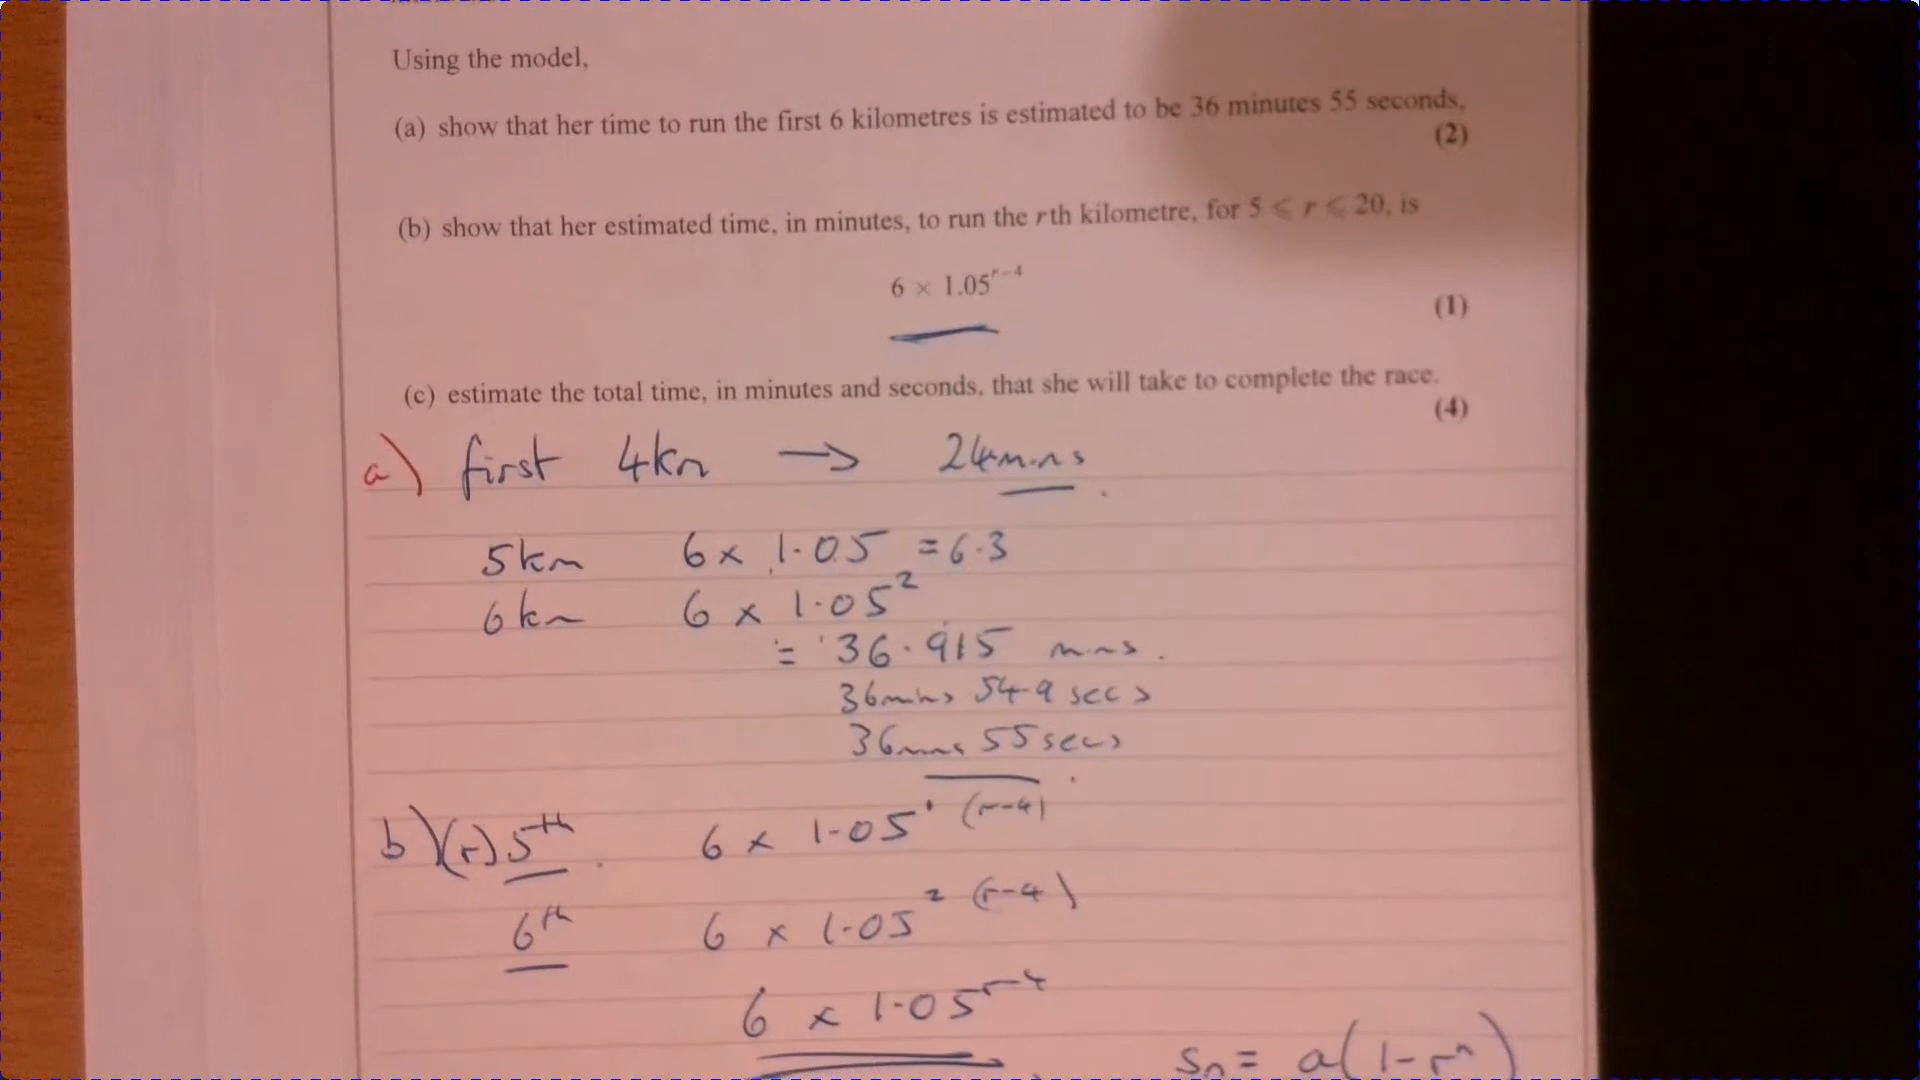 Using the model,
(a) show that her time to run the first 6 kilometres is estimated to be 36 minutes 55 seconds,
(2)
(b) show that her estimated time, in minutes, to run the rth kilometre, for 5 ⩽ r ⩽ 20, is
6 × 1.05^{r−4}
(1)
(c) estimate the total time, in minutes and seconds, that she will take to complete the race.
(4)
a) first 4km → 24mins
5km 6 × 1.05 = 6.3
6km 6 × 1.05²
= 36.915 mins.
36mins 54.9 secs
36mins 55 secs
b) (r) 5th 6 × 1.05¹ (r-4)
6th 6 × 1.05² (r-4)
6 × 1.05^{r-4}
Sn = a(1-rⁿ)